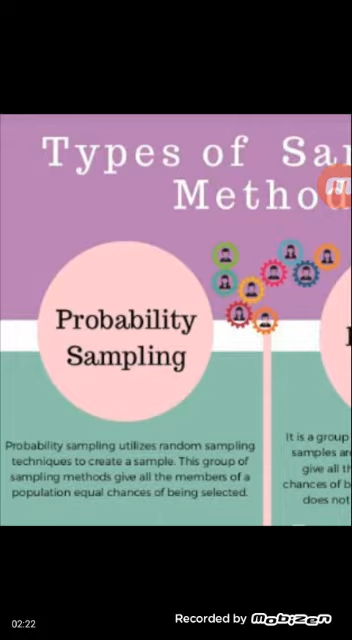 Types of Sa
Metho
Probability
Sampling
Probability sampling utilizes random sampling
techniques to create a sample. This group of
sampling methods give all the members of a
population equal chances of being selected.
It is a group
samples ar
give all th
chances of b
does not
02:22
Recorded by Mobizen